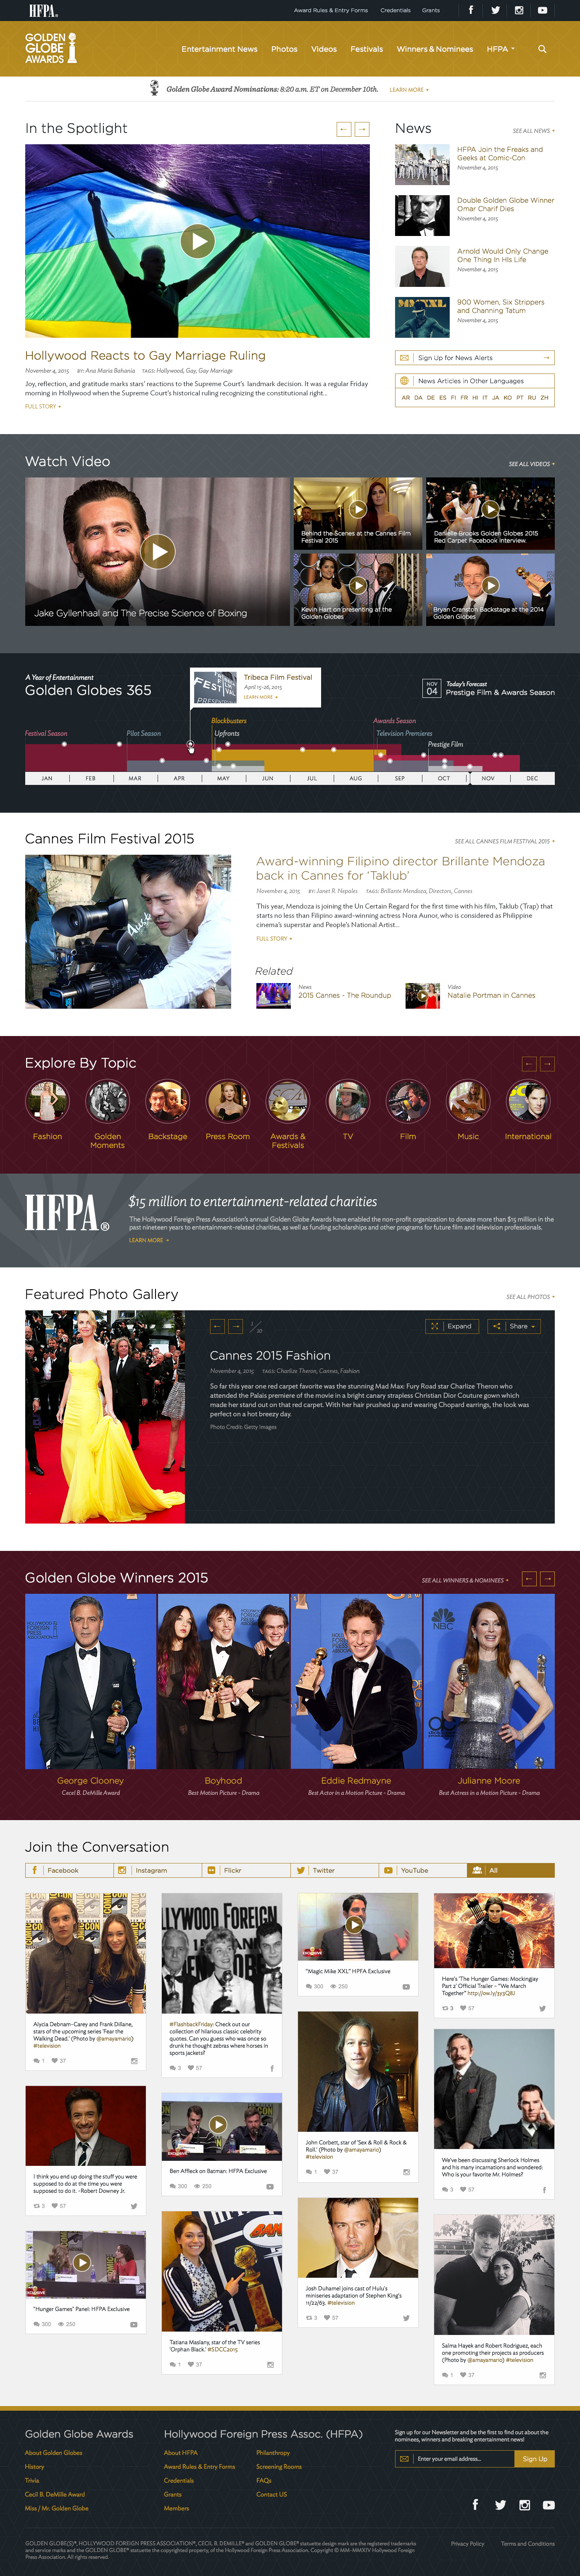 HFPA.
Award Rules & Entry Forms Credentials Grants
GOLDEN
GLOBE®
AWARDS
Entertainment News Photos Videos Festivals Winners & Nominees HFPA
Golden Globe Award Nominations: 8:20 a.m. ET on December 10th. LEARN MORE +
In the Spotlight
Hollywood Reacts to Gay Marriage Ruling
November 4, 2015 BY: Ana Maria Bahania TAGS: Hollywood, Gay, Gay Marriage
Joy, reflection, and gratitude marks stars' reactions to the Supreme Court's landmark decision. It was a regular Friday
morning in Hollywood when the Supreme Court's historical ruling recognizing the constitutional right...
FULL STORY +
News
SEE ALL NEWS +
HFPA Join the Freaks and
Geeks at Comic-Con
November 4, 2015
Double Golden Globe Winner
Omar Charif Dies
November 4, 2015
Arnold Would Only Change
One Thing In His Life
November 4, 2015
900 Women, Six Strippers
and Channing Tatum
November 4, 2015
Sign Up for News Alerts
News Articles in Other Languages
AR DA DE ES FI FR HI IT JA KO PT RU ZH
Watch Video
SEE ALL VIDEOS +
Jake Gyllenhaal and The Precise Science of Boxing
Behind the Scenes at the Cannes Film
Festival 2015
Danielle Brooks Golden Globes 2015
Red Carpet Facebook Interview.
Kevin Hart on presenting at the
Golden Globes
Bryan Cranston Backstage at the 2014
Golden Globes
A Year of Entertainment
Golden Globes 365
Tribeca Film Festival
April 15-26, 2015
LEARN MORE +
NOV
04
Today's Forecast
Prestige Film & Awards Season
Festival Season
Pilot Season
Blockbusters
Upfronts
Awards Season
Television Premieres
Prestige Film
JAN FEB MAR APR MAY JUN JUL AUG SEP OCT NOV DEC
Cannes Film Festival 2015
SEE ALL CANNES FILM FESTIVAL 2015 +
Award-winning Filipino director Brillante Mendoza
back in Cannes for 'Taklub'
November 4, 2015 BY: Janet R. Nepales TAGS: Brillante Mendoza, Directors, Cannes
This year, Mendoza is joining the Un Certain Regard for the first time with his film, Taklub (Trap) that
starts no less than Filipino award-winning actress Nora Aunor, who is considered as Philippine
cinema's superstar and People's National Artist...
FULL STORY +
Related
News
2015 Cannes - The Roundup
Video
Natalie Portman in Cannes
Explore By Topic
Fashion
Golden
Moments
Backstage
Press Room
Awards &
Festivals
TV
Film
Music
International
HFPA®
$15 million to entertainment-related charities
The Hollywood Foreign Press Association's annual Golden Globe Awards have enabled the non-profit organization to donate more than $15 million in the
past nineteen years to entertainment-related charities, as well as funding scholarships and other programs for future film and television professionals.
LEARN MORE +
Featured Photo Gallery
SEE ALL PHOTOS +
1/10
Expand
Share
Cannes 2015 Fashion
November 4, 2015 TAGS: Charlize Theron, Cannes, Fashion
So far this year one red carpet favorite was the stunning Mad Max: Fury Road star Charlize Theron who
attended the Palais premiere of the movie in a bright canary strapless Christian Dior Couture gown which
made her stand out on that red carpet. With her hair prushed up and wearing Chopard earrings, the look was
perfect on a hot breezy day.
Photo Credit: Getty Images
Golden Globe Winners 2015
SEE ALL WINNERS & NOMINEES +
NBC
George Clooney
Cecel B. DeMille Award
Boyhood
Best Motion Picture - Drama
Eddie Redmayne
Best Actor in a Motion Picture - Drama
Julianne Moore
Best Actress in a Motion Picture - Drama
Join the Conversation
Facebook Instagram Flickr Twitter YouTube All
Alycia Debnam-Carey and Frank Dillane,
stars of the upcoming series 'Fear the
Walking Dead.' (Photo by @amayamario)
#television
1 37
I think you end up doing the stuff you were
supposed to do at the time you were
supposed to do it. -Robert Downey Jr.
3 57
"Hunger Games" Panel: HFPA Exclusive
300 250
#FlashbackFriday: Check out our
collection of hilarious classic celebrity
quotes. Can you guess who was once so
drunk he thought zebras where horses in
sports jackets?
3 57
Ben Affleck on Batman: HFPA Exclusive
300 250
Tatiana Maslany, star of the TV series
'Orphan Black.' #SDCC2015
1 37
"Magic Mike XXL" HFPA Exclusive
300 250
John Corbett, star of 'Sex & Roll & Rock &
Roll.' (Photo by @amayamario)
#television
1 37
Josh Duhamel joins cast of Hulu's
miniseries adaptation of Stephen King's
11/22/63. #television
3 57
Here's 'The Hunger Games: Mockingjay
Part 2' Official Trailer – "We March
Together"
3 57
We've been discussing Sherlock Holmes
and his many incarnations and wondered:
Who is your favorite Mr. Holmes?
3 57
Salma Hayek and Robert Rodriguez, each
one promoting their projects as producers
(Photo by @amayamario) #television
1 37
Golden Globe Awards
About Golden Globes
History
Trivia
Cecil B. DeMille Award
Miss / Mr. Golden Globe
Hollywood Foreign Press Assoc. (HFPA)
About HFPA
Award Rules & Entry Forms
Credentials
Grants
Members
Philanthropy
Screening Rooms
FAQs
Contact US
Sign up for our Newsletter and be the first to find out about the
nominees, winners and breaking entertainment news!
Enter your email address...
Sign Up
GOLDEN GLOBE(S)®, HOLLYWOOD FOREIGN PRESS ASSOCIATION®, CECIL B. DEMILLE® and GOLDEN GLOBE® statuette design mark are the registered trademarks
and service marks and the GOLDEN GLOBE® statuette the copyrighted property, of the Hollywood Foreign Press Association. Copyright © MM-MMXIV Hollywood Foreign
Press Association. All rights reserved.
Privacy Policy Terms and Conditions